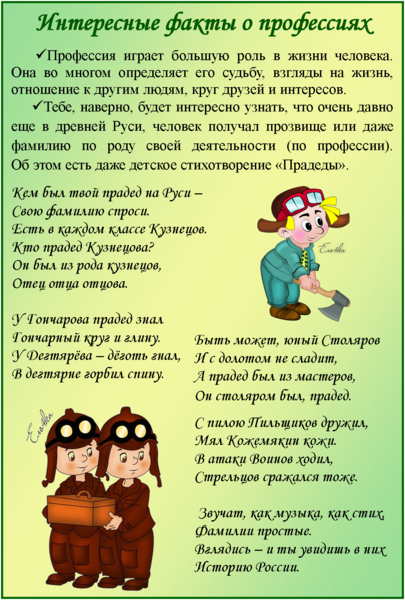 Интересные факты о профессиях
✓Профессия играет большую роль в жизни человека.
Она во многом определяет его судьбу, взгляды на жизнь,
отношение к другим людям, круг друзей и интересов.
✓Тебе, наверно, будет интересно узнать, что очень давно
еще в древней Руси, человек получал прозвище или даже
фамилию по роду своей деятельности (по профессии).
Об этом есть даже детское стихотворение «Прадеды».
Кем был твой прадед на Руси –
Свою фамилию спроси.
Есть в каждом классе Кузнецов.
Кто прадед Кузнецова?
Он был из рода кузнецов,
Отец отца отцова.
У Гончарова прадед знал
Гончарный круг и глину.
У Дегтярёва – дёготь гнал,
В дегтярне горбил спину.
Быть может, юный Столяров
И с долотом не сладит,
А прадед был из мастеров,
Он столяром был, прадед.
С пилою Пильщиков дружил,
Мял Кожемякин кожи.
В атаки Воинов ходил,
Стрельцов сражался тоже.
Звучат, как музыка, как стих,
Фамилии простые.
Вглядись – и ты увидишь в них
Историю России.